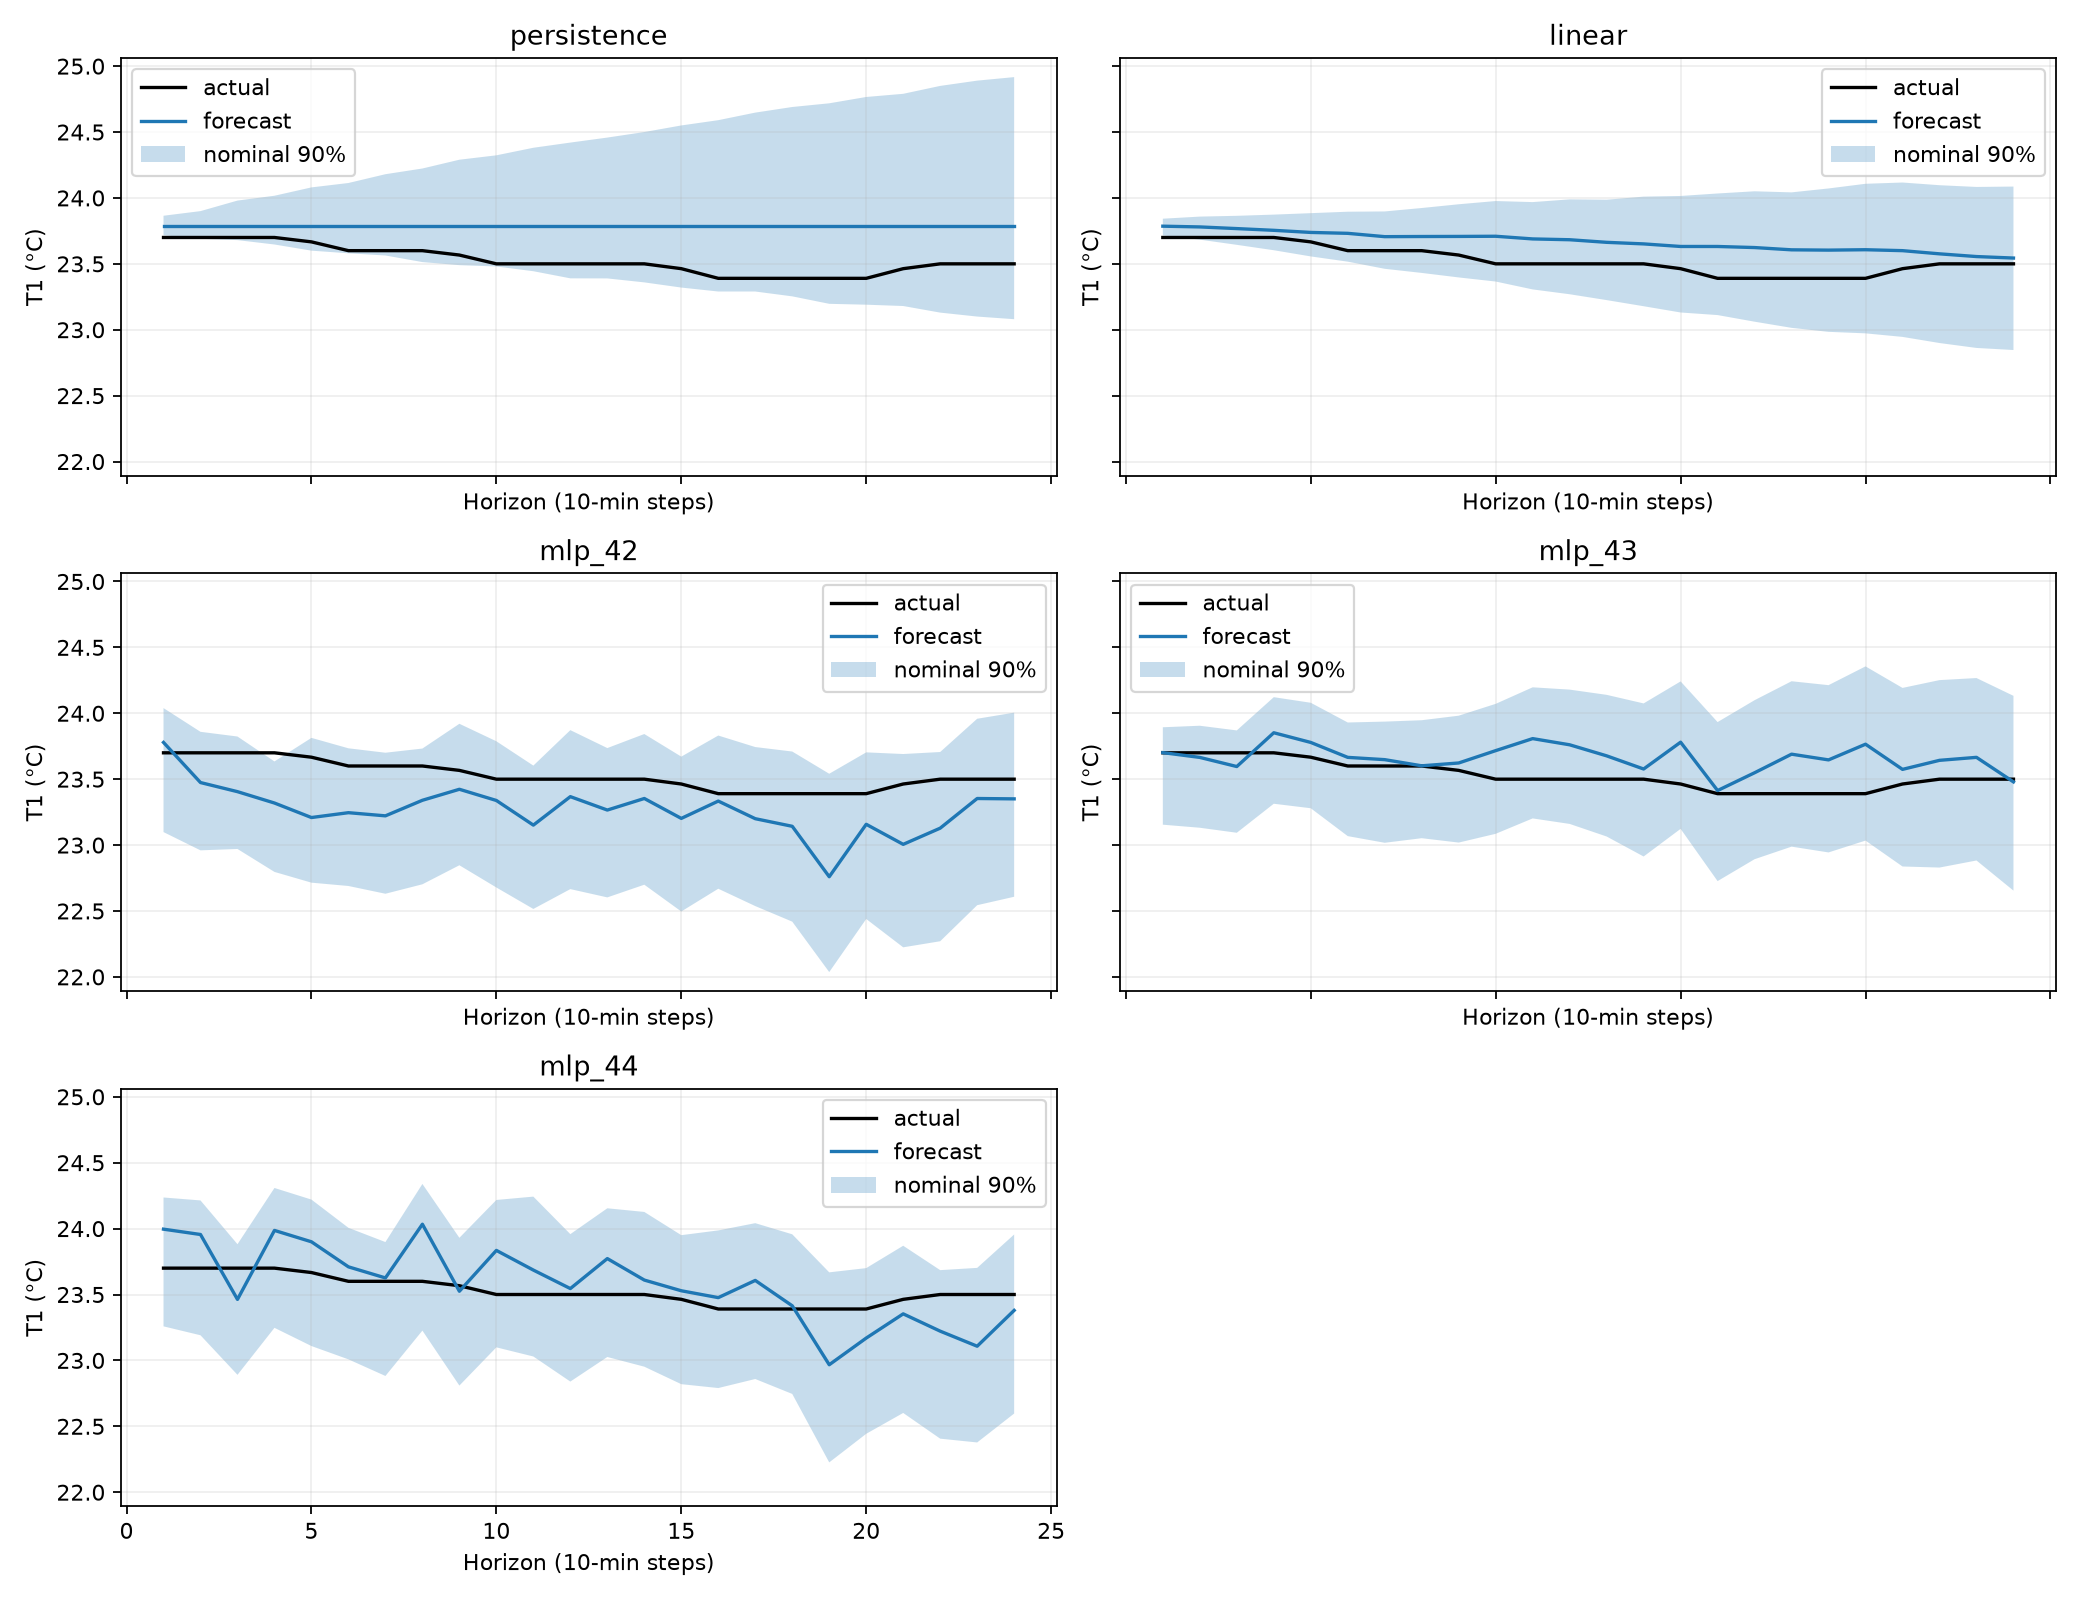 persistence
25.0
24.5
24.0
23.5
23.0
22.5
22.0
T1 (°C)
actual
forecast
nominal 90%
Horizon (10-min steps)
linear
T1 (°C)
actual
forecast
nominal 90%
Horizon (10-min steps)
mlp_42
25.0
24.5
24.0
23.5
23.0
22.5
22.0
T1 (°C)
actual
forecast
nominal 90%
Horizon (10-min steps)
mlp_43
T1 (°C)
actual
forecast
nominal 90%
Horizon (10-min steps)
mlp_44
25.0
24.5
24.0
23.5
23.0
22.5
22.0
T1 (°C)
actual
forecast
nominal 90%
0 5 10 15 20 25
Horizon (10-min steps)